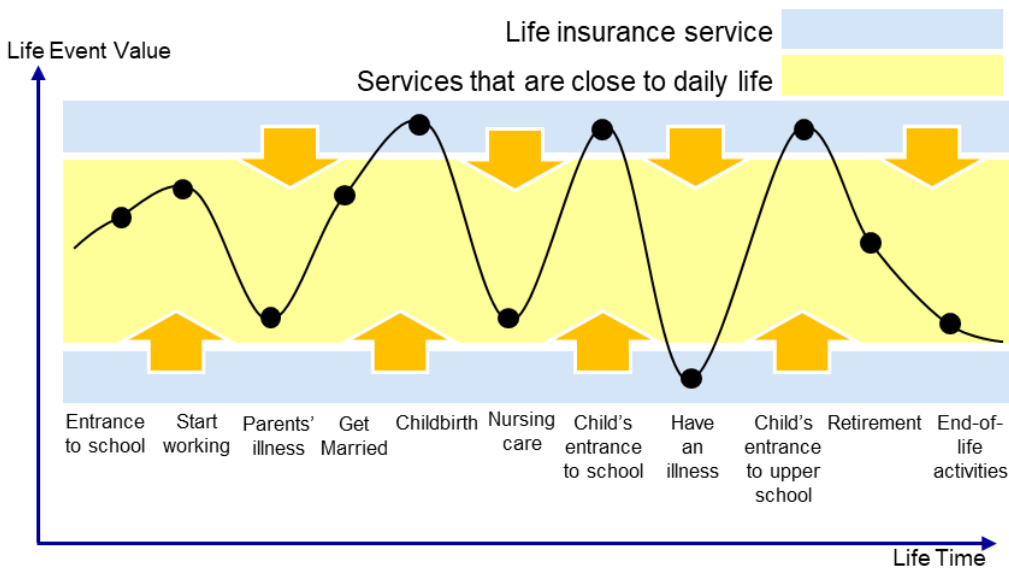 Life insurance service
Life Event Value
Services that are close to daily life
Entrance
to school
Start
working
Parents’
illness
Get
Married
Childbirth
Nursing
care
Child’s
entrance
to school
Have
an
illness
Child’s
entrance
to upper
school
Retirement
End-of-
life
activities
Life Time